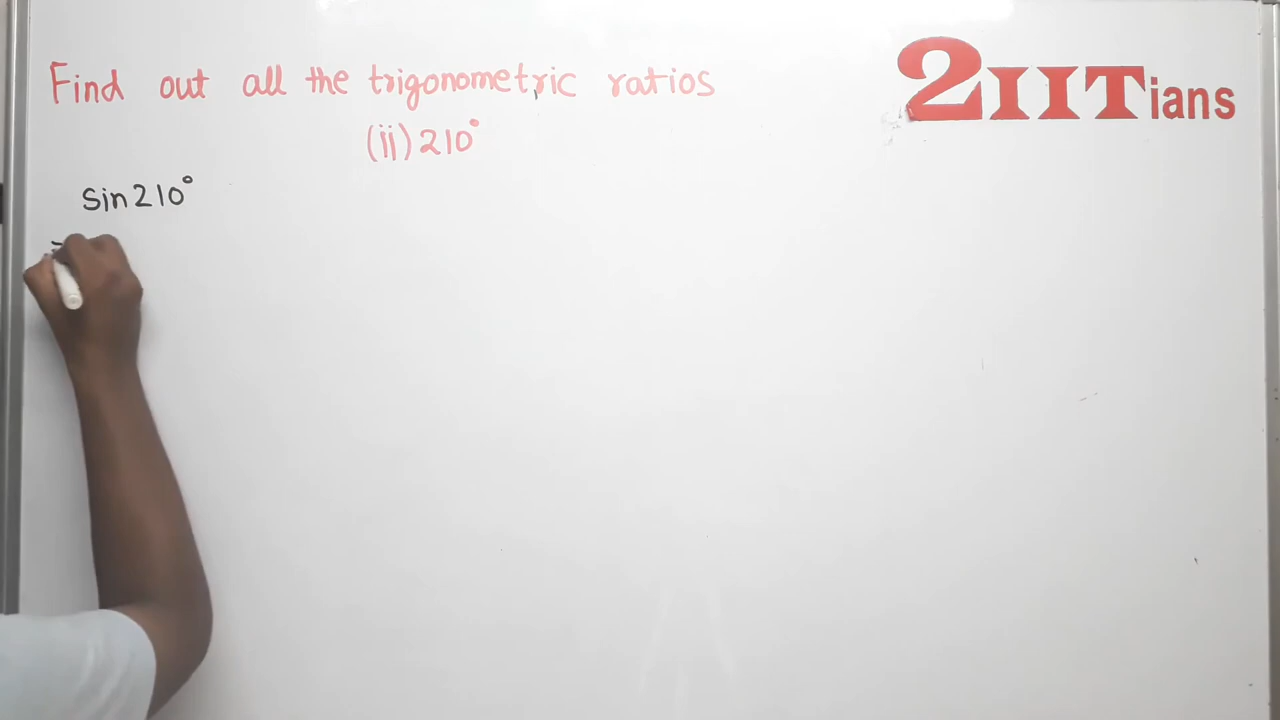 Find out all the trigonometric ratios
2IITians
(ii) 210°
Sin 210°
=